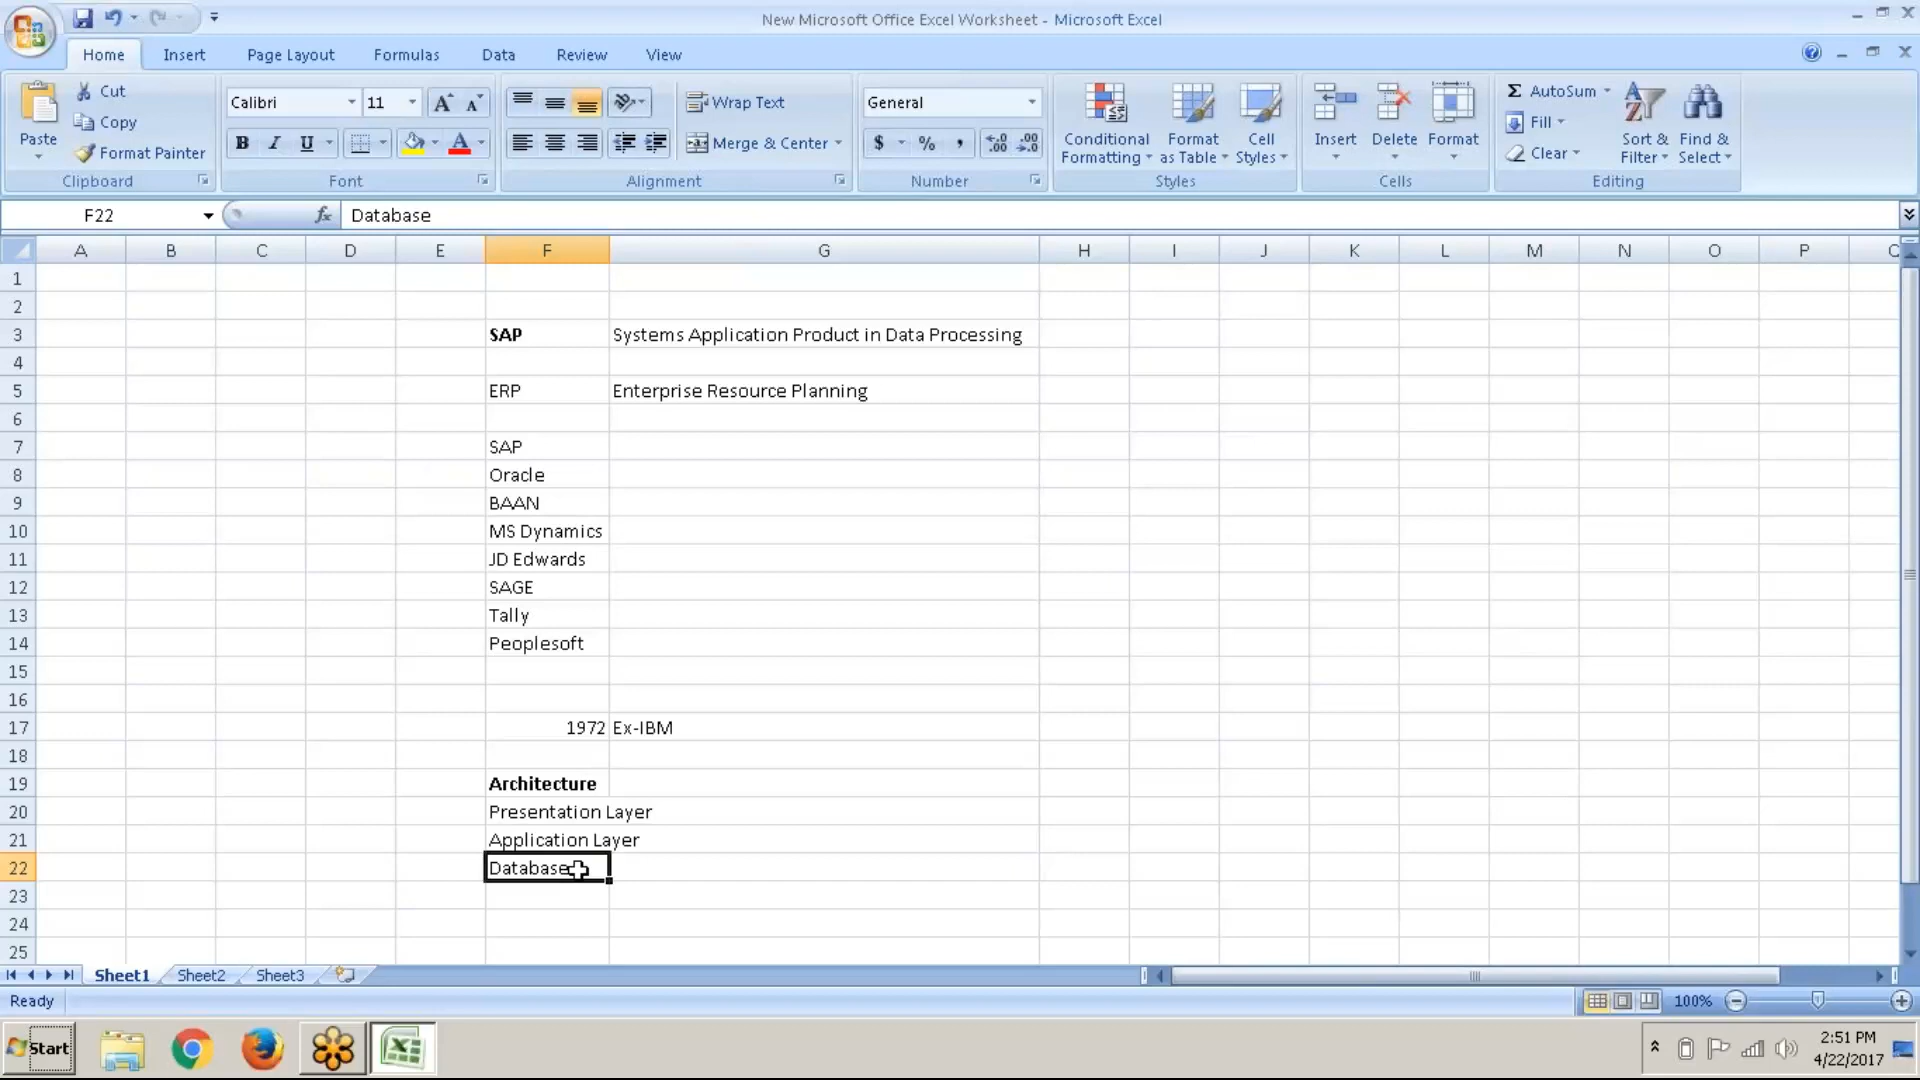 New Microsoft Office Excel Worksheet - Microsoft Excel
Home Insert Page Layout Formulas Data Review View
Paste Cut Copy Format Painter
Clipboard
Calibri 11 A A
B I U A
Font
Wrap Text
Merge & Center
Alignment
General
$ % , .0 .00 .00 .0
Number
Conditional Formatting Format as Table Cell Styles
Styles
Insert Delete Format
Cells
Σ AutoSum
Fill
Clear
Sort & Filter Find & Select
Editing
F22 fx Database
A B C D E F G H I J K L M N O P
1
2
3 SAP Systems Application Product in Data Processing
4
5 ERP Enterprise Resource Planning
6
7 SAP
8 Oracle
9 BAAN
10 MS Dynamics
11 JD Edwards
12 SAGE
13 Tally
14 Peoplesoft
15
16
17 1972 Ex-IBM
18
19 Architecture
20 Presentation Layer
21 Application Layer
22 Database
23
24
25
Sheet1 Sheet2 Sheet3
Ready 100%
Start 2:51 PM
4/22/2017